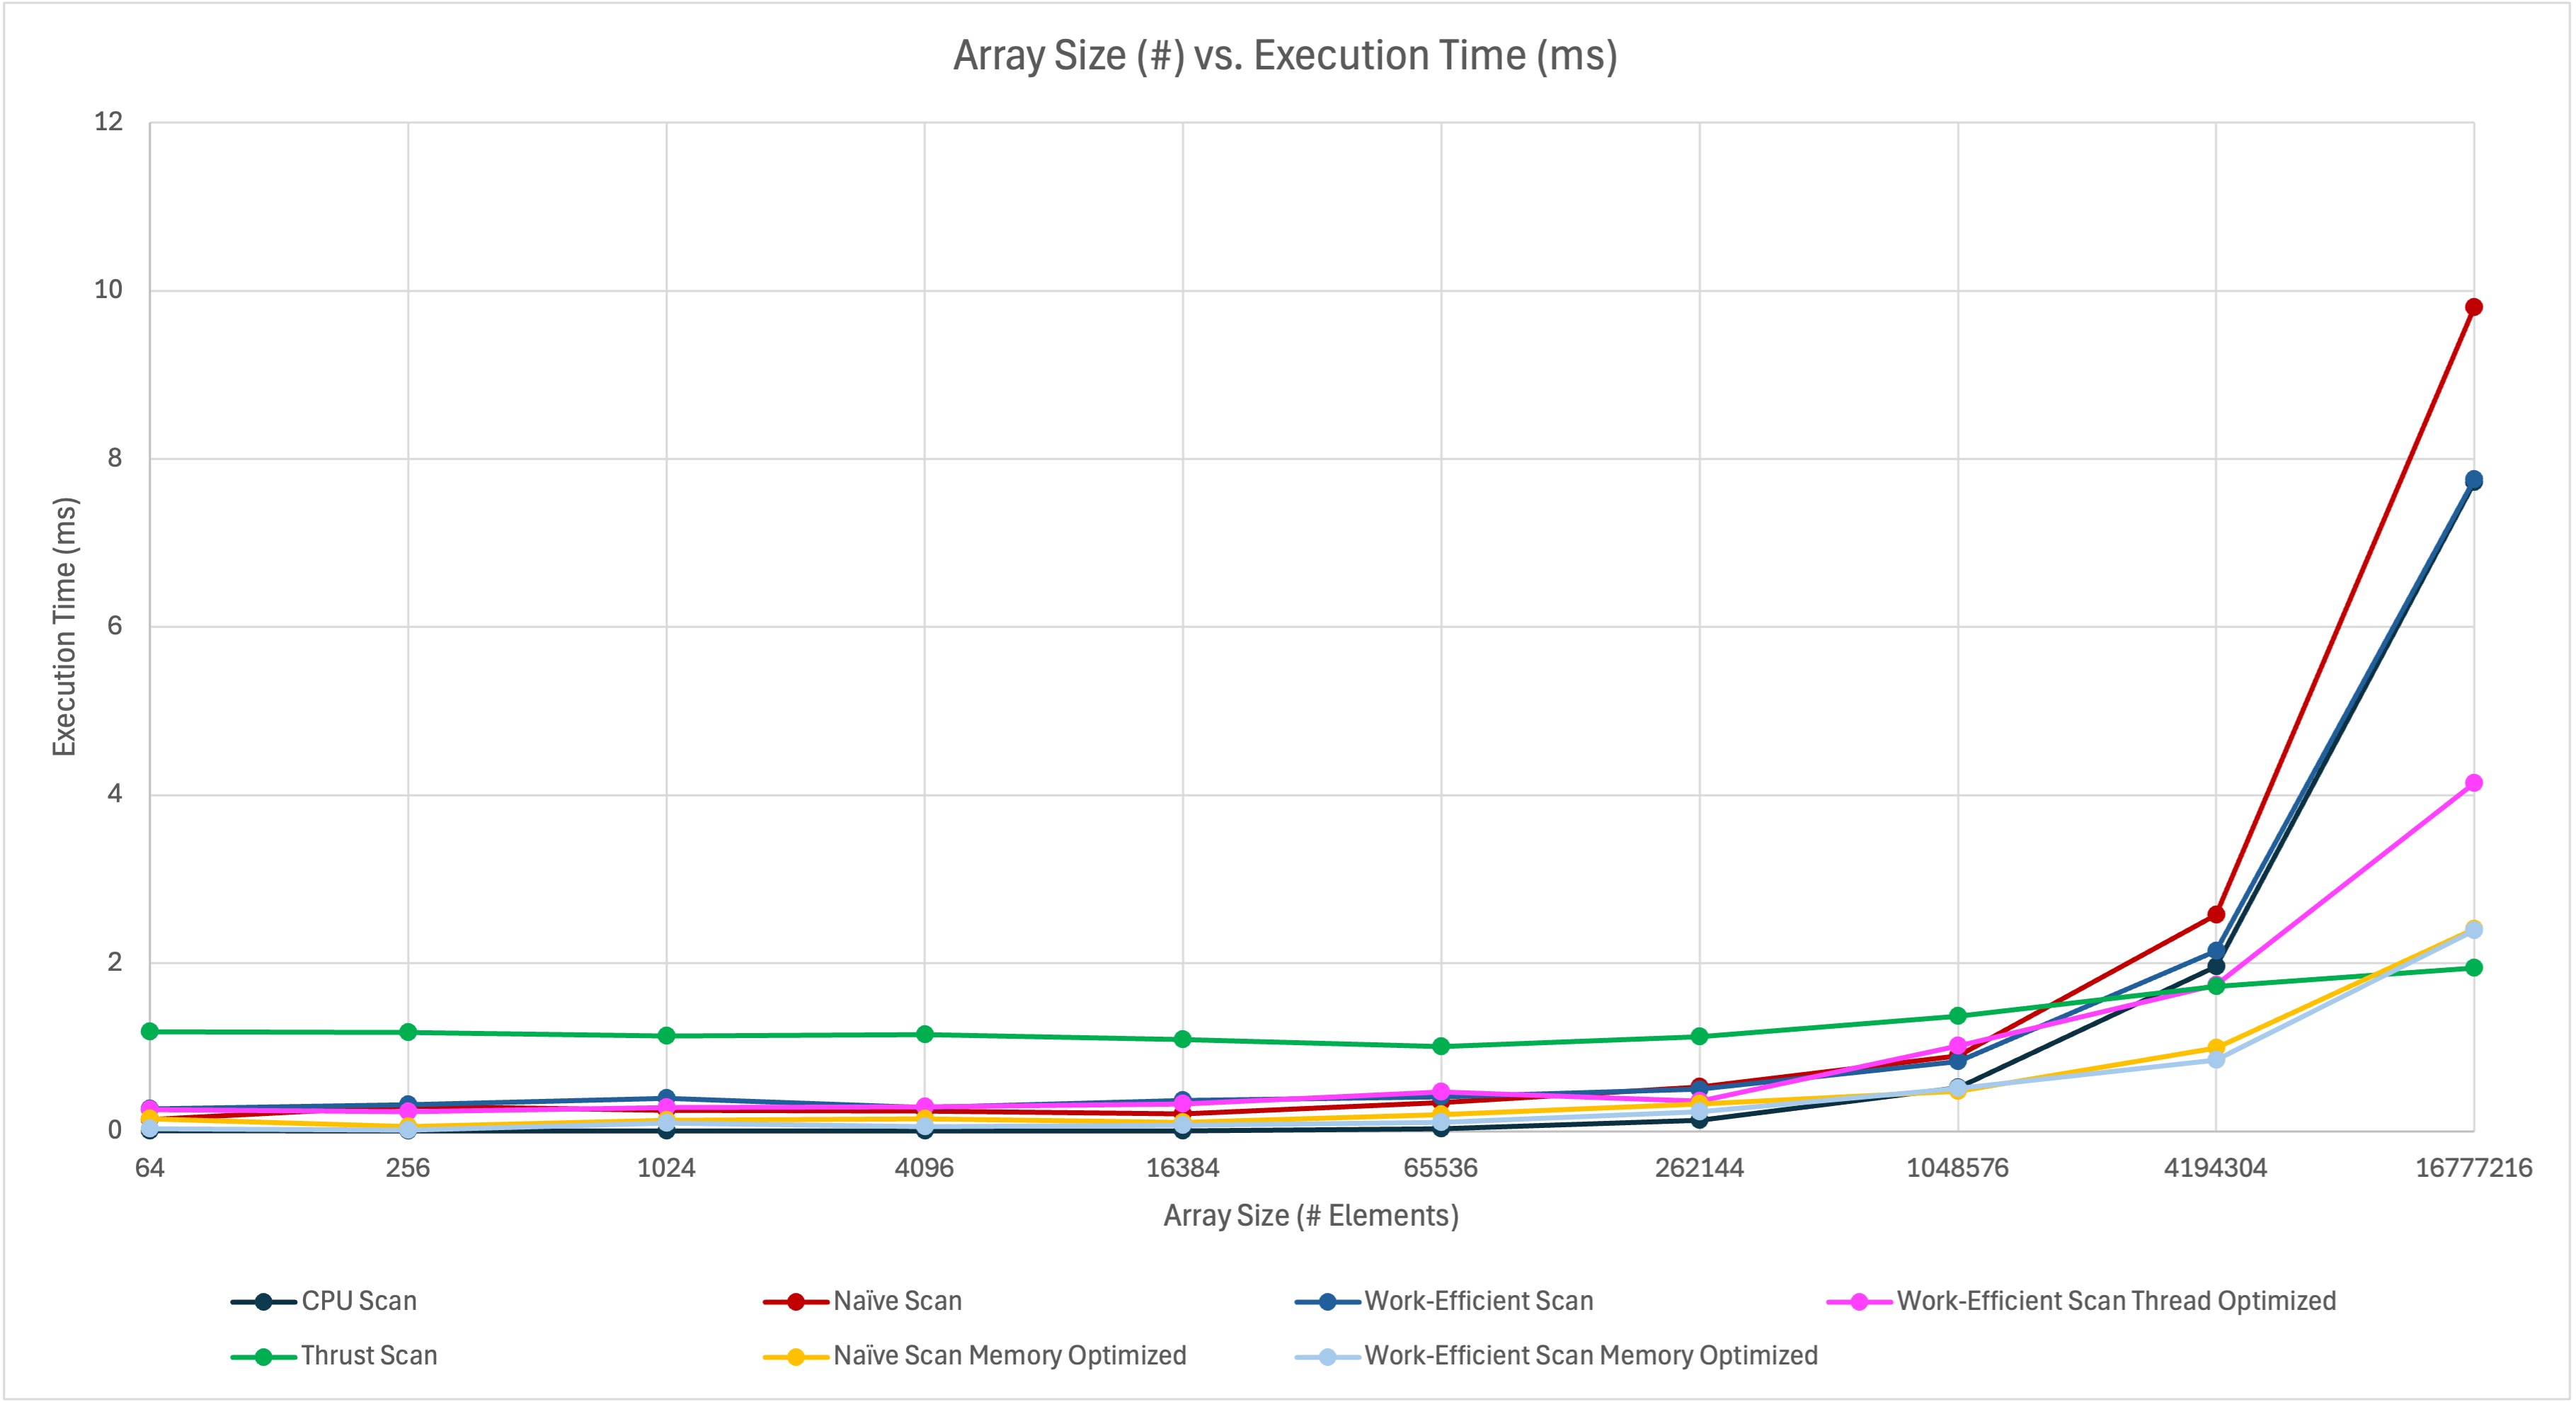 Array Size (#) vs. Execution Time (ms)
12
10
8
6
4
2
0
Execution Time (ms)
64 256 1024 4096 16384 65536 262144 1048576 4194304 16777216
Array Size (# Elements)
CPU Scan Naïve Scan Work-Efficient Scan Work-Efficient Scan Thread Optimized
Thrust Scan Naïve Scan Memory Optimized Work-Efficient Scan Memory Optimized